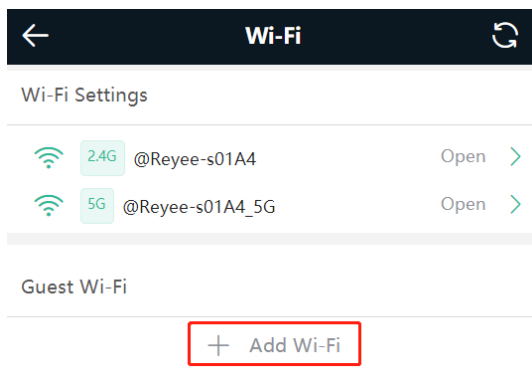 Wi-Fi
Wi-Fi Settings
2.4G @Reyee-s01A4 Open
5G @Reyee-s01A4_5G Open
Guest Wi-Fi
+ Add Wi-Fi